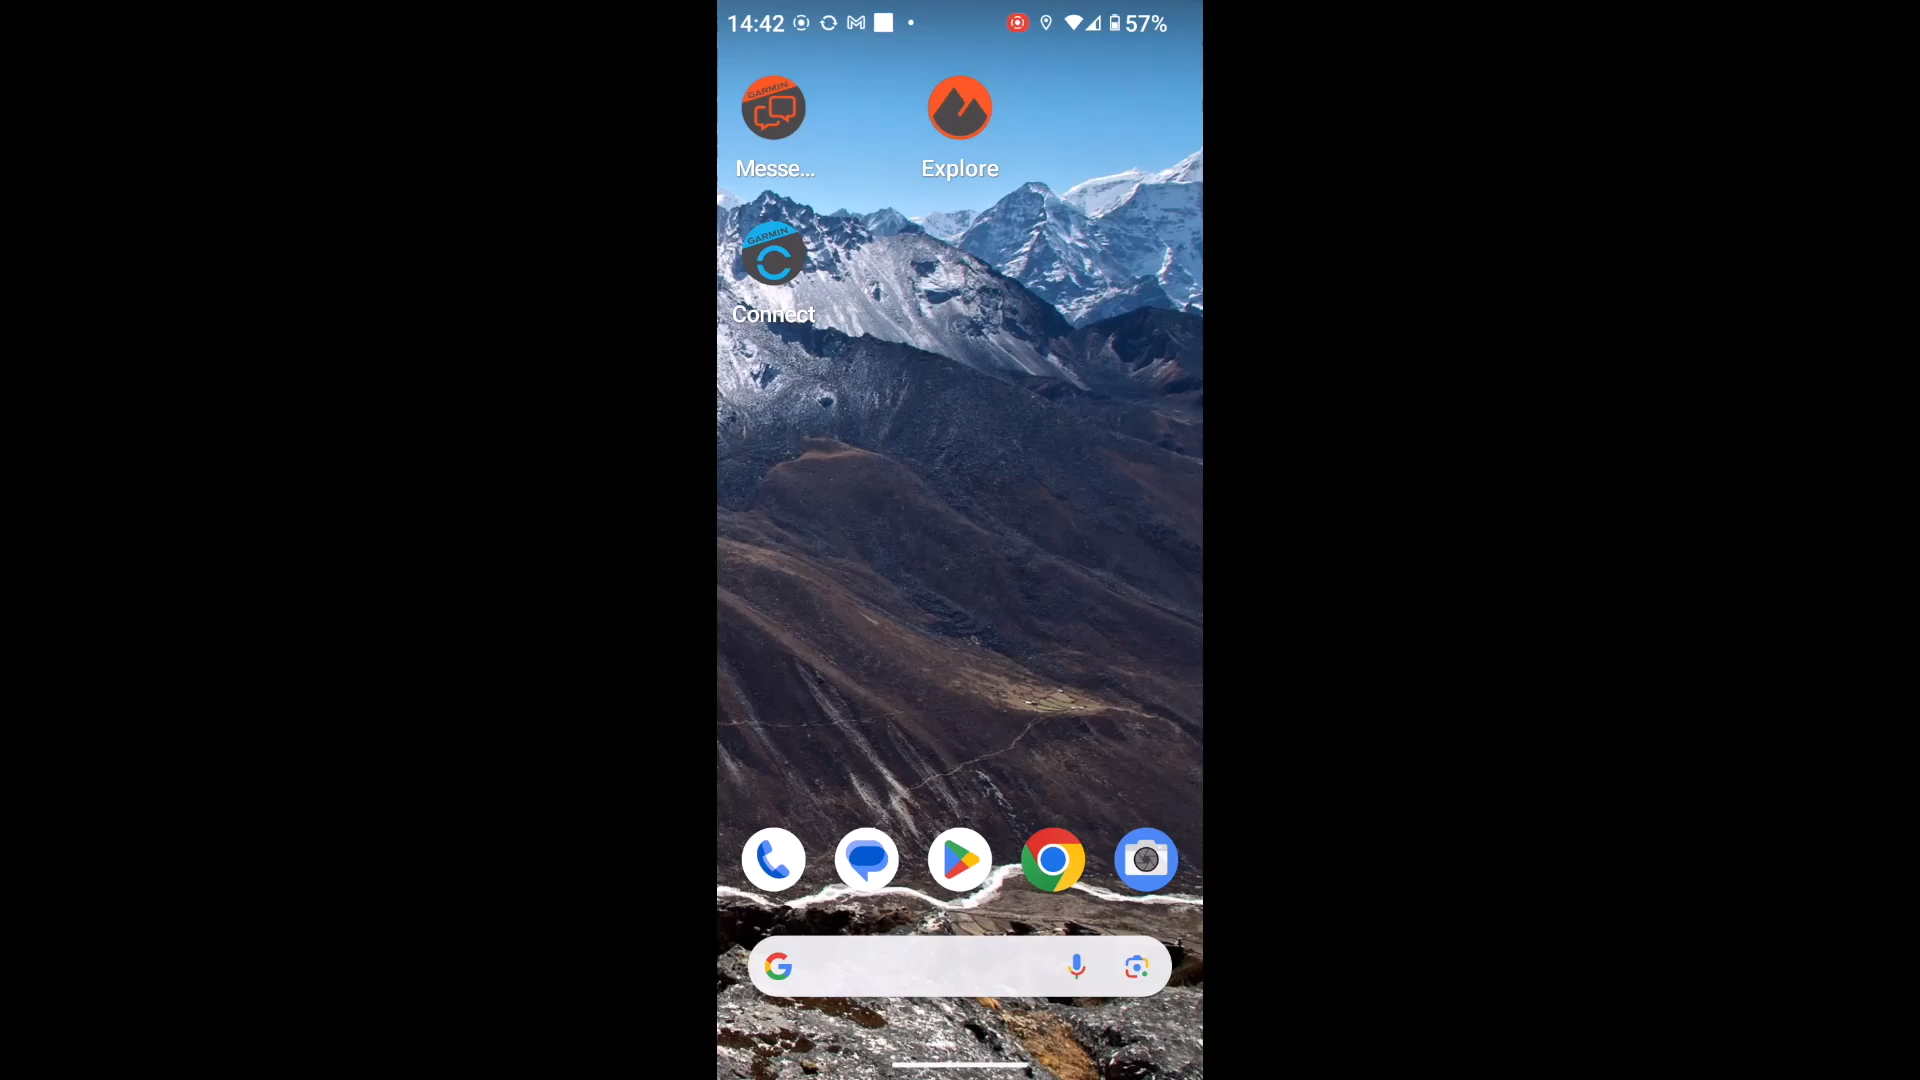 14:42
57%
GARMIN
Messe...
Explore
GARMIN
Connect